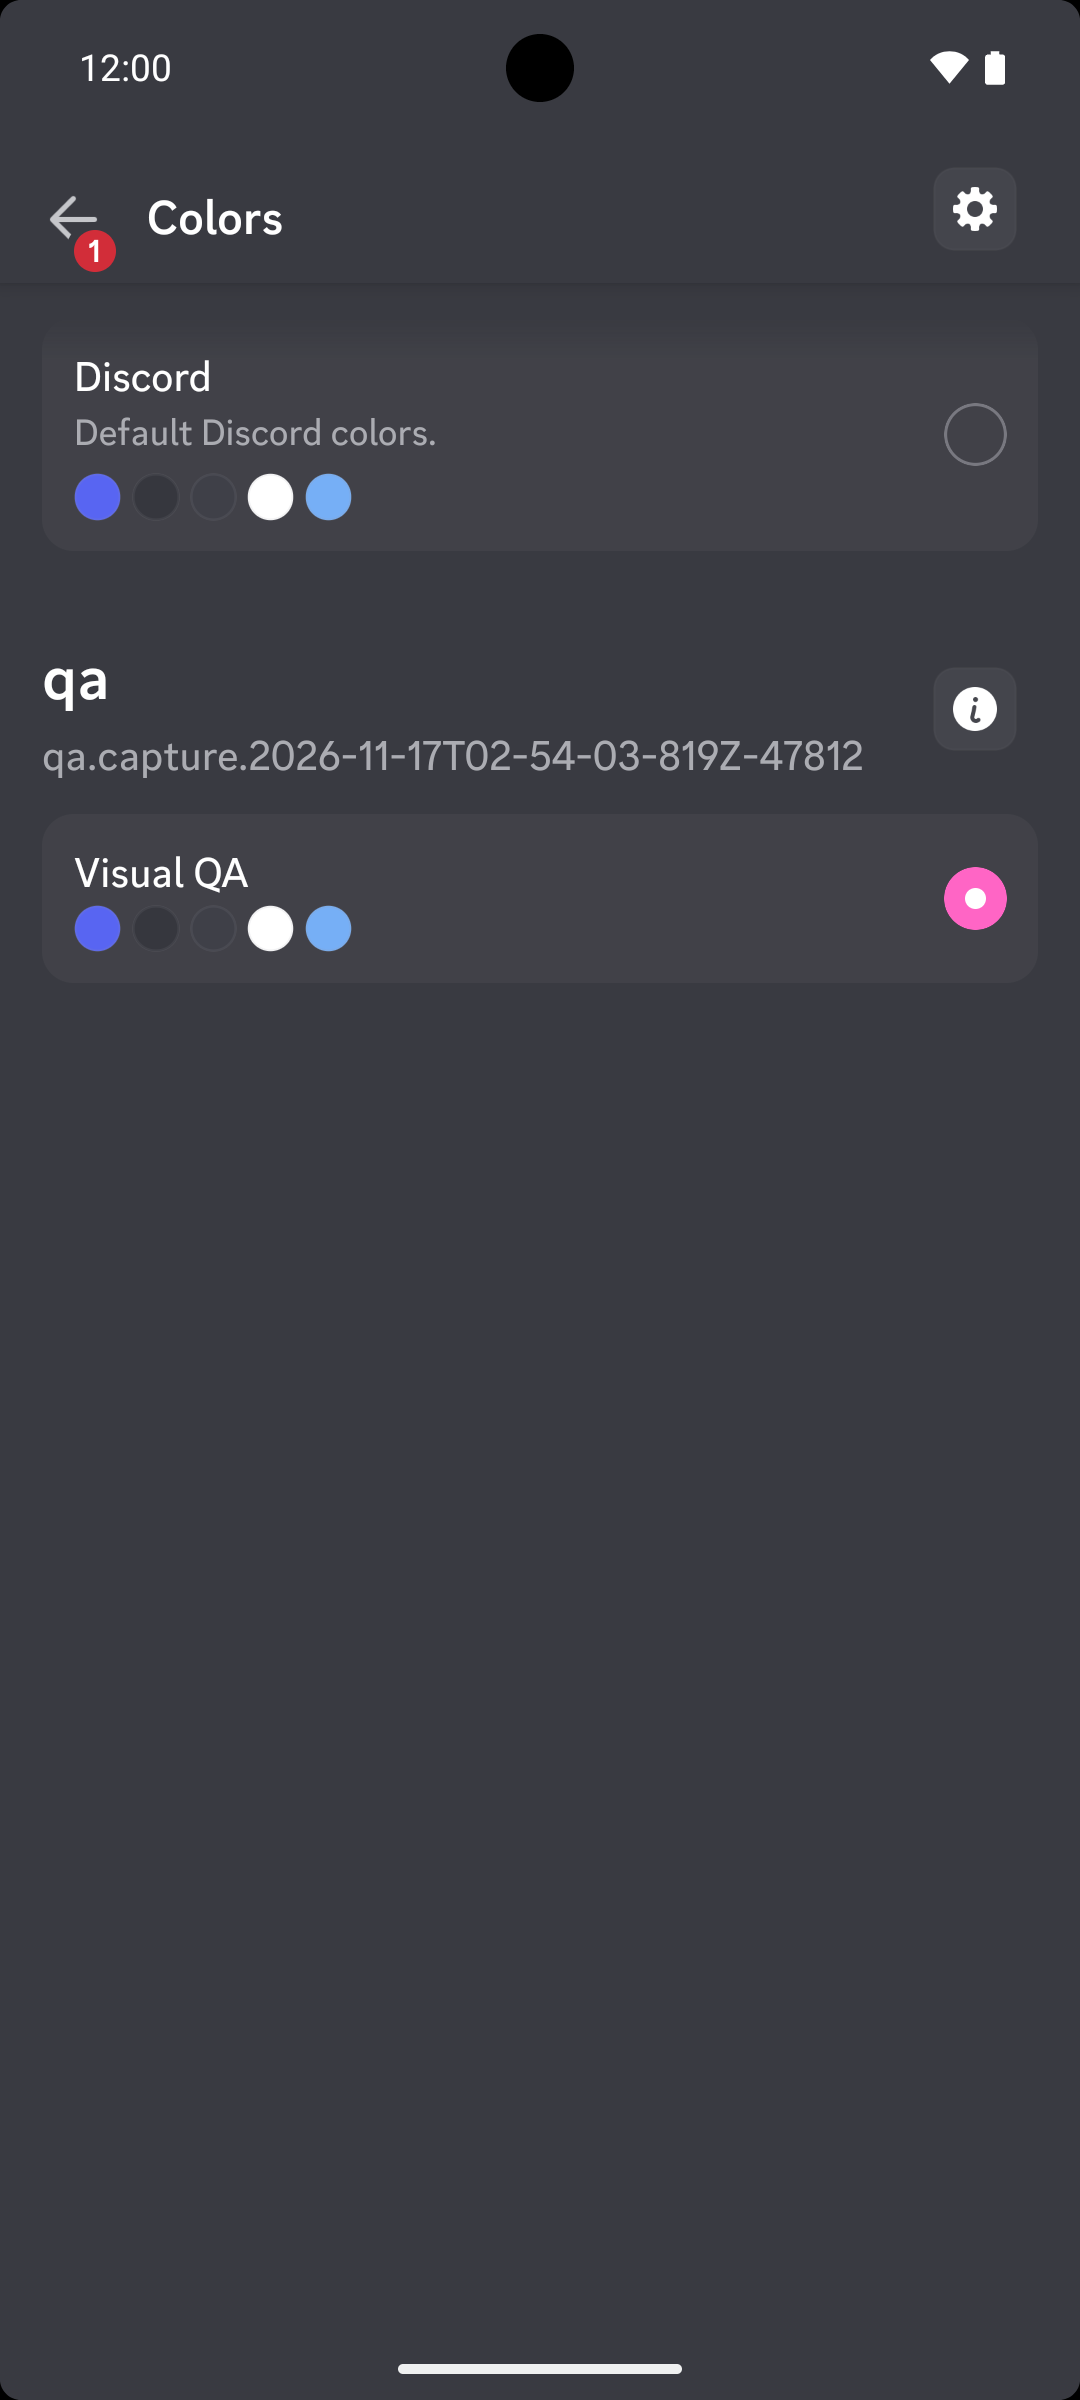 12:00
Colors
1
Discord
Default Discord colors.
qa
qa.capture.2026-11-17T02-54-03-819Z-47812
Visual QA